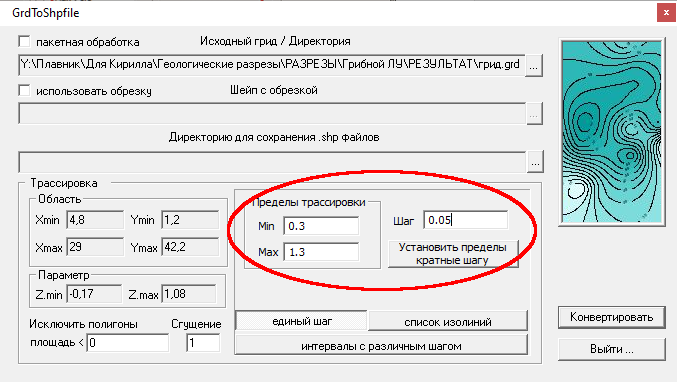 GrdToShpfile
пакетная обработка
Исходный грид / Директория
Y:\Плавник\Для Кирилла\Геологические разрезы\РАЗРЕЗЫ\Грибной ЛУ\РЕЗУЛЬТАТ\грид.grd ...
использовать обрезку
Шейп с обрезкой
...
Директорию для сохранения .shp файлов
...
Трассировка
Область
Xmin 4,8 Ymin 1,2
Xmax 29 Ymax 42,2
Параметр
Z.min -0,17 Z.max 1,08
Исключить полигоны
площадь < 0
Сгущение
1
Пределы трассировки
Min 0.3
Max 1.3
Шаг 0.05
Установить пределы
кратные шагу
единый шаг
список изолиний
интервалы с различным шагом
Конвертировать
Выйти ...